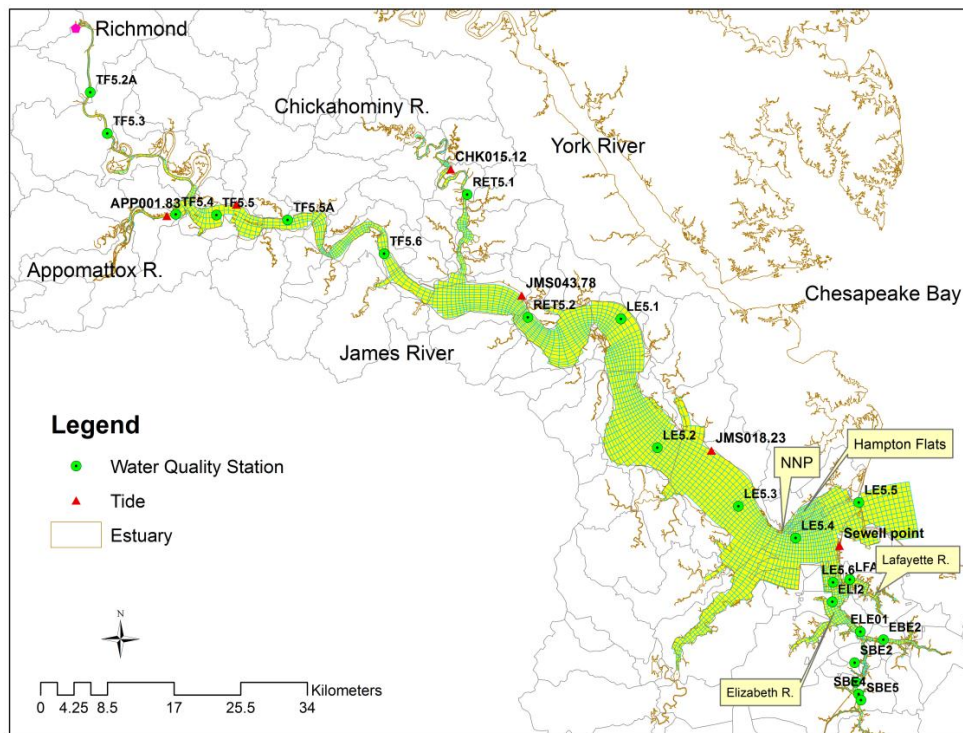 Richmond
TF5.2A
Chickahominy R.
TF5.3
York River
CHK015.12
RET5.1
APP001.83
TF5.4
TF5.5
TF5.5A
TF5.6
Appomattox R.
JMS043.78
Chesapeake Bay
RET5.2
LE5.1
James River
Legend
Water Quality Station
Tide
Estuary
LE5.2
JMS018.23
Hampton Flats
NNP
LE5.3
LE5.5
LE5.4
Sewell point
Lafayette R.
LE5.6
LFA
ELI2
ELE01
EBE2
SBE2
SBE4
SBE5
Elizabeth R.
N
Kilometers
0 4.25 8.5 17 25.5 34